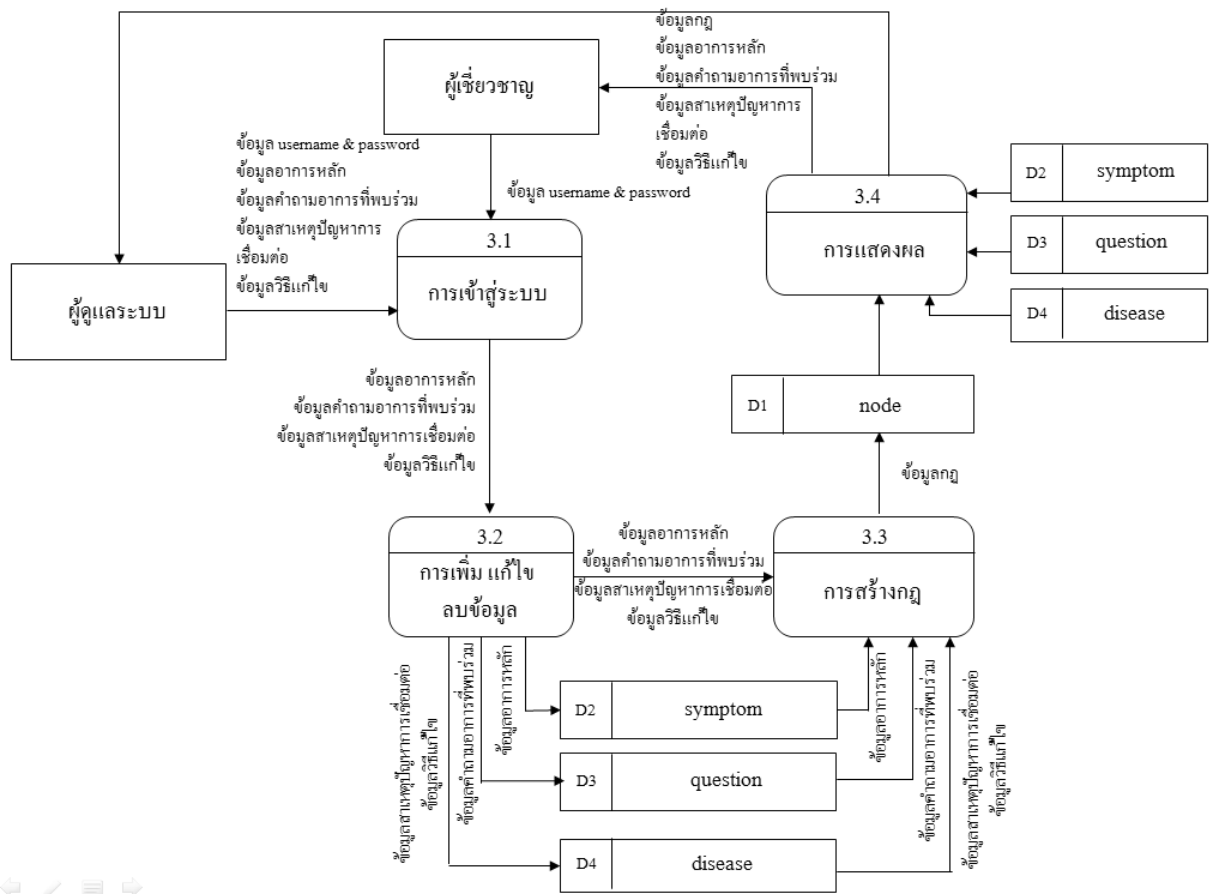 ข้อมูลกฎ
ข้อมูลอาการหลัก
ข้อมูลคำถามอาการที่พบร่วม
ข้อมูลสาเหตุปัญหาการ
เชื่อมต่อ
ข้อมูลวิธีแก้ไข
ผู้เชี่ยวชาญ
ข้อมูล username & password
ข้อมูลอาการหลัก
ข้อมูลคำถามอาการที่พบร่วม
ข้อมูลสาเหตุปัญหาการ
เชื่อมต่อ
ข้อมูลวิธีแก้ไข
ข้อมูล username & password
ผู้ดูแลระบบ
3.1
การเข้าสู่ระบบ
3.4
การแสดงผล
D2
symptom
D3
question
D4
disease
ข้อมูลอาการหลัก
ข้อมูลคำถามอาการที่พบร่วม
ข้อมูลสาเหตุปัญหาการเชื่อมต่อ
ข้อมูลวิธีแก้ไข
D1
node
ข้อมูลกฎ
3.2
การเพิ่ม แก้ไข
ลบข้อมูล
ข้อมูลอาการหลัก
ข้อมูลคำถามอาการที่พบร่วม
ข้อมูลสาเหตุปัญหาการเชื่อมต่อ
ข้อมูลวิธีแก้ไข
3.3
การสร้างกฎ
ข้อมูลสาเหตุปัญหาการเชื่อมต่อ
ข้อมูลวิธีแก้ไข
ข้อมูลคำถามอาการที่พบร่วม
ข้อมูลอาการหลัก
D2
symptom
D3
question
D4
disease
ข้อมูลอาการหลัก
ข้อมูลคำถามอาการที่พบร่วม
ข้อมูลสาเหตุปัญหาการเชื่อมต่อ
ข้อมูลวิธีแก้ไข